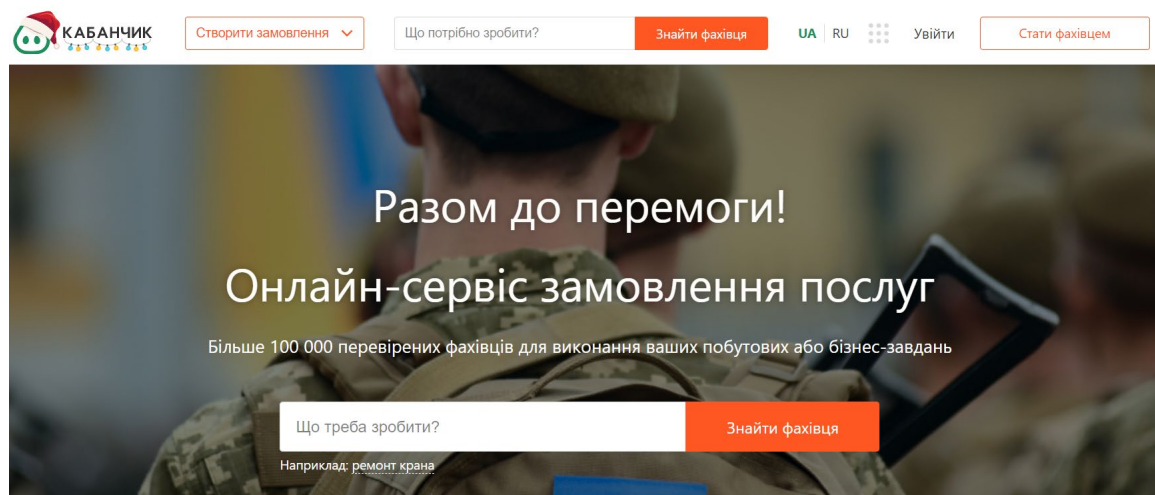 КАБАНЧИК
Створити замовлення
Що потрібно зробити?
Знайти фахівця
UA
RU
Увійти
Стати фахівцем
Разом до перемоги!
Онлайн-сервіс замовлення послуг
Більше 100 000 перевірених фахівців для виконання ваших побутових або бізнес-завдань
Що треба зробити?
Знайти фахівця
Наприклад: ремонт крана